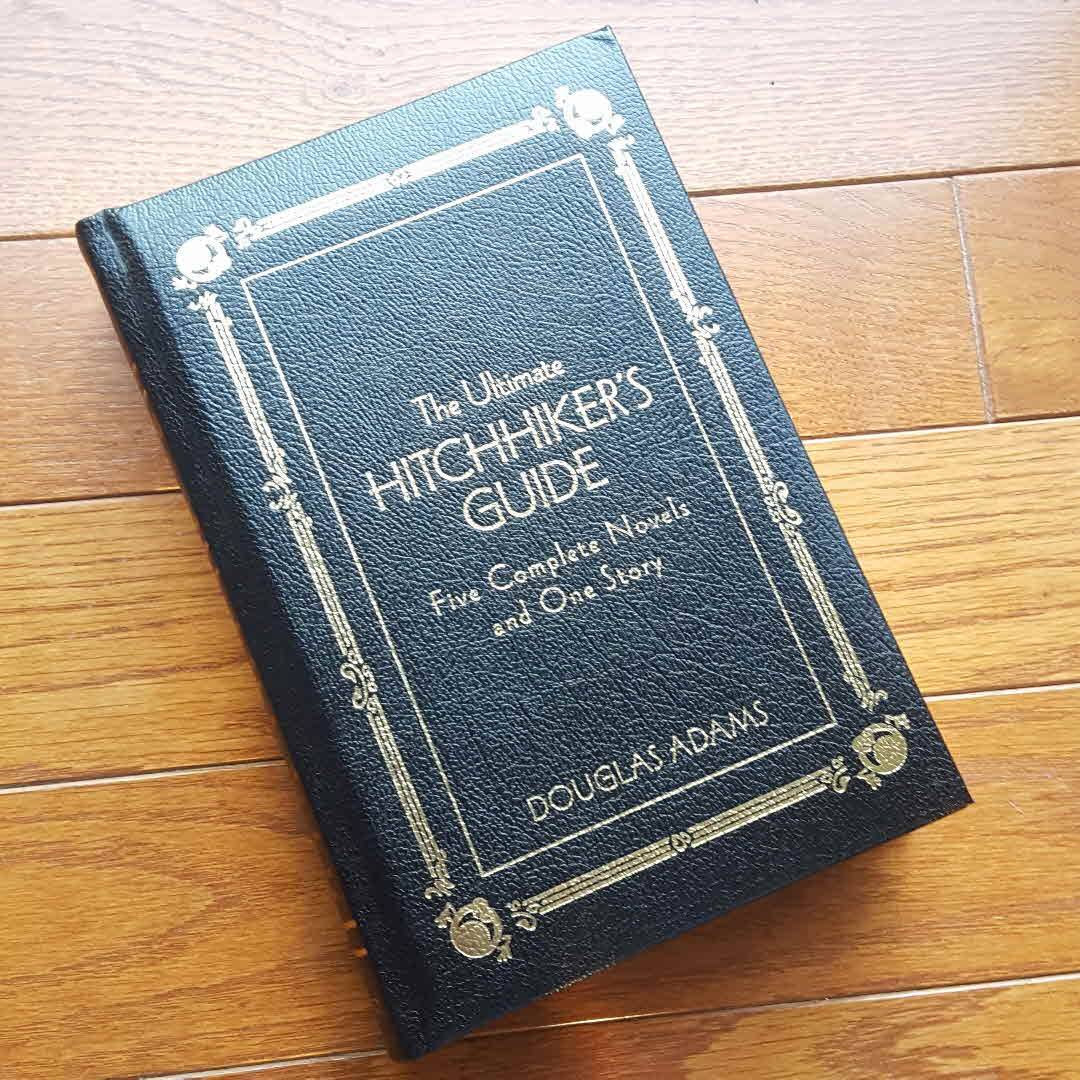 The Ultimate
HITCHHIKER'S
GUIDE
Five Complete Novels
and One Story
DOUGLAS ADAMS